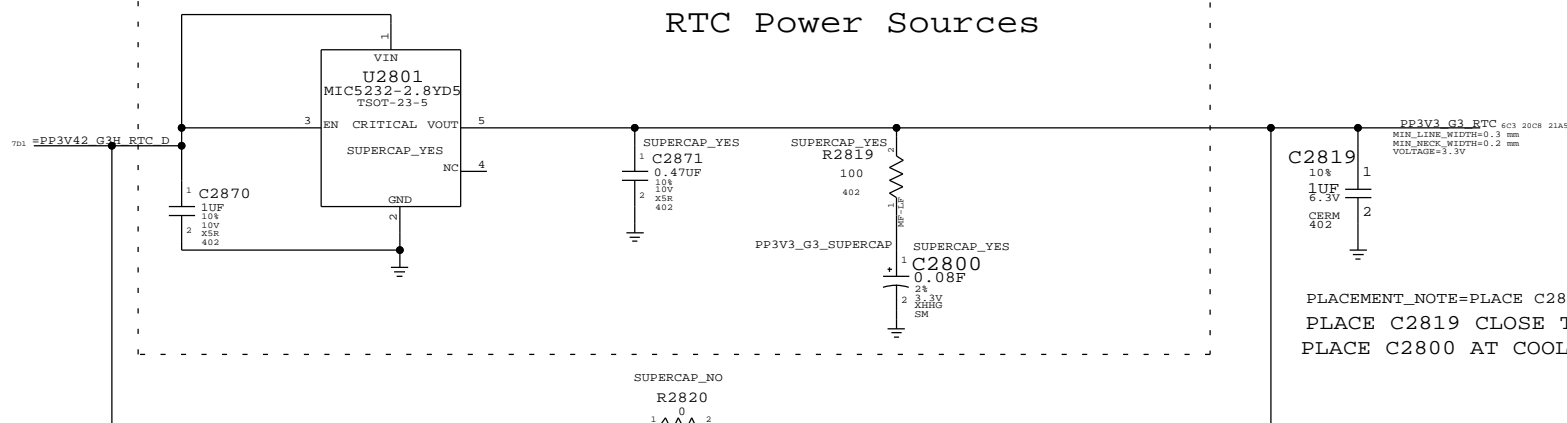 RTC Power Sources
1
VIN
U2801
MIC5232-2.8YD5
TSOT-23-5
3 EN CRITICAL VOUT 5
SUPERCAP_YES
NC 4
GND
2
7D1 =PP3V42_G3H_RTC_D
1 C2870
1UF
10%
10V
2 X5R
402
SUPERCAP_YES
1 C2871
0.47UF
10%
10V
2 X5R
402
SUPERCAP_YES
R2819
2
100
402
1
MF-LF
PP3V3_G3_SUPERCAP
SUPERCAP_YES
1 C2800
+ 0.08F
2%
2 3.3V
XHHG
SM
PP3V3_G3_RTC 6C3 20C8 21A5
MIN_LINE_WIDTH=0.3 mm
MIN_NECK_WIDTH=0.2 mm
VOLTAGE=3.3V
C2819
10% 1
1UF
6.3V
2
CERM
402
PLACEMENT_NOTE=PLACE C28
PLACE C2819 CLOSE T
PLACE C2800 AT COOL
SUPERCAP_NO
R2820
0
1 2